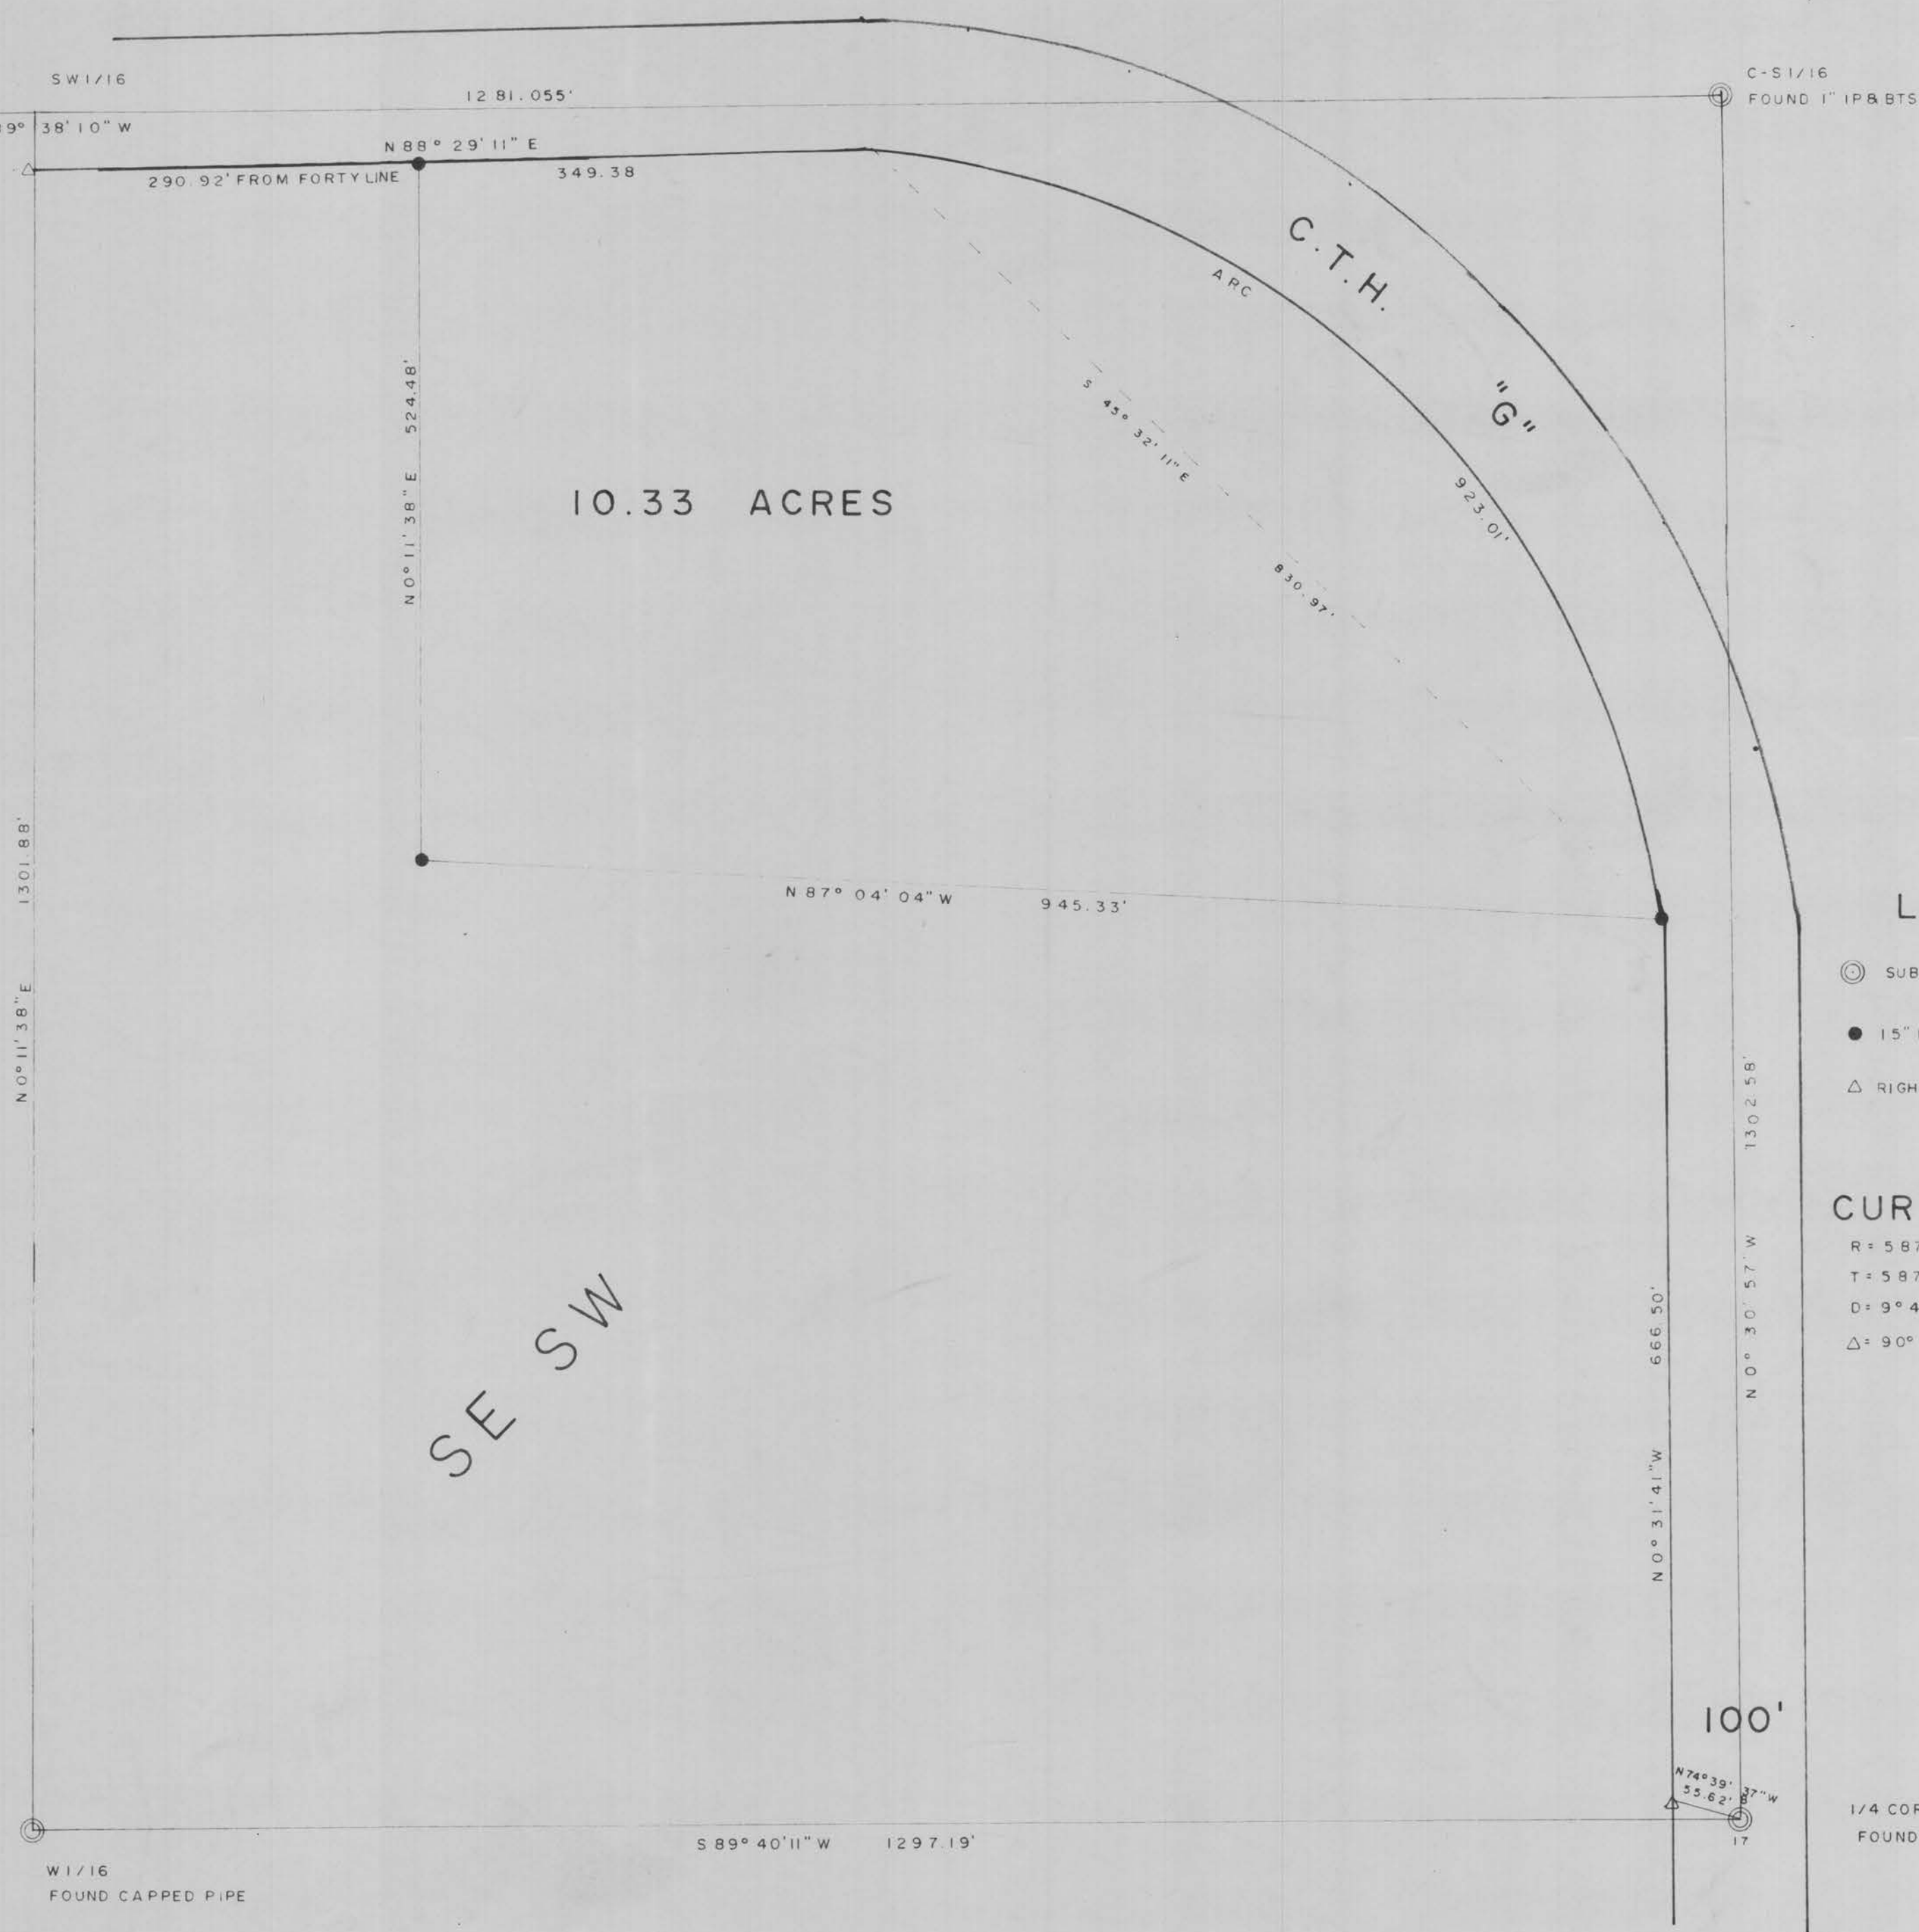 SW1/16
C-S1/16
1281.055'
FOUND 1" IP & BTS
9° 38' 10" W
N 88° 29' 11" E
290.92' FROM FORTY LINE
349.38
C.T.H.
"G"
ARC
923.01'
S 45° 32' 11" E
830.97'
N 0° 11' 38" E 524.48'
10.33 ACRES
N 87° 04' 04" W 945.33'
N 0° 11' 38" E 1301.88'
L
SUB
15"
RIGH
N 0° 30' 57" W 1302.58'
CUR
R = 587
T = 587
D = 9° 4
Δ = 90°
N 0° 31' 41" W 666.50'
SE SW
100'
N 74° 39' 37" W
55.62'
8
17
1/4 COR
FOUND
S 89° 40' 11" W 1297.19'
W1/16
FOUND CAPPED PIPE